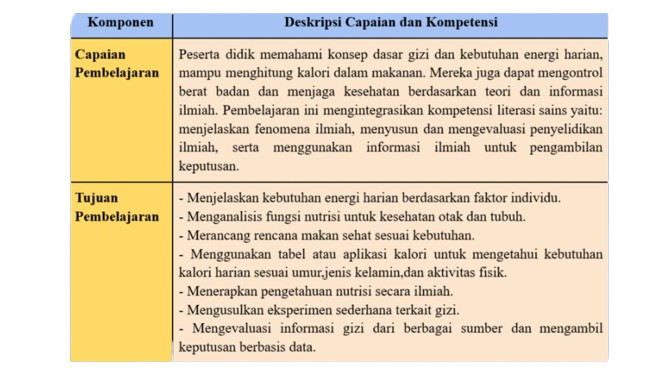 Komponen
Deskripsi Capaian dan Kompetensi
Capaian
Pembelajaran
Peserta didik memahami konsep dasar gizi dan kebutuhan energi harian,
mampu menghitung kalori dalam makanan. Mereka juga dapat mengontrol
berat badan dan menjaga kesehatan berdasarkan teori dan informasi
ilmiah. Pembelajaran ini mengintegrasikan kompetensi literasi sains yaitu:
menjelaskan fenomena ilmiah, menyusun dan mengevaluasi penyelidikan
ilmiah, serta menggunakan informasi ilmiah untuk pengambilan
keputusan.
Tujuan
Pembelajaran
- Menjelaskan kebutuhan energi harian berdasarkan faktor individu.
- Menganalisis fungsi nutrisi untuk kesehatan otak dan tubuh.
- Merancang rencana makan sehat sesuai kebutuhan.
- Menggunakan tabel atau aplikasi kalori untuk mengetahui kebutuhan
kalori harian sesuai umur,jenis kelamin,dan aktivitas fisik.
- Menerapkan pengetahuan nutrisi secara ilmiah.
- Mengusulkan eksperimen sederhana terkait gizi.
- Mengevaluasi informasi gizi dari berbagai sumber dan mengambil
keputusan berbasis data.